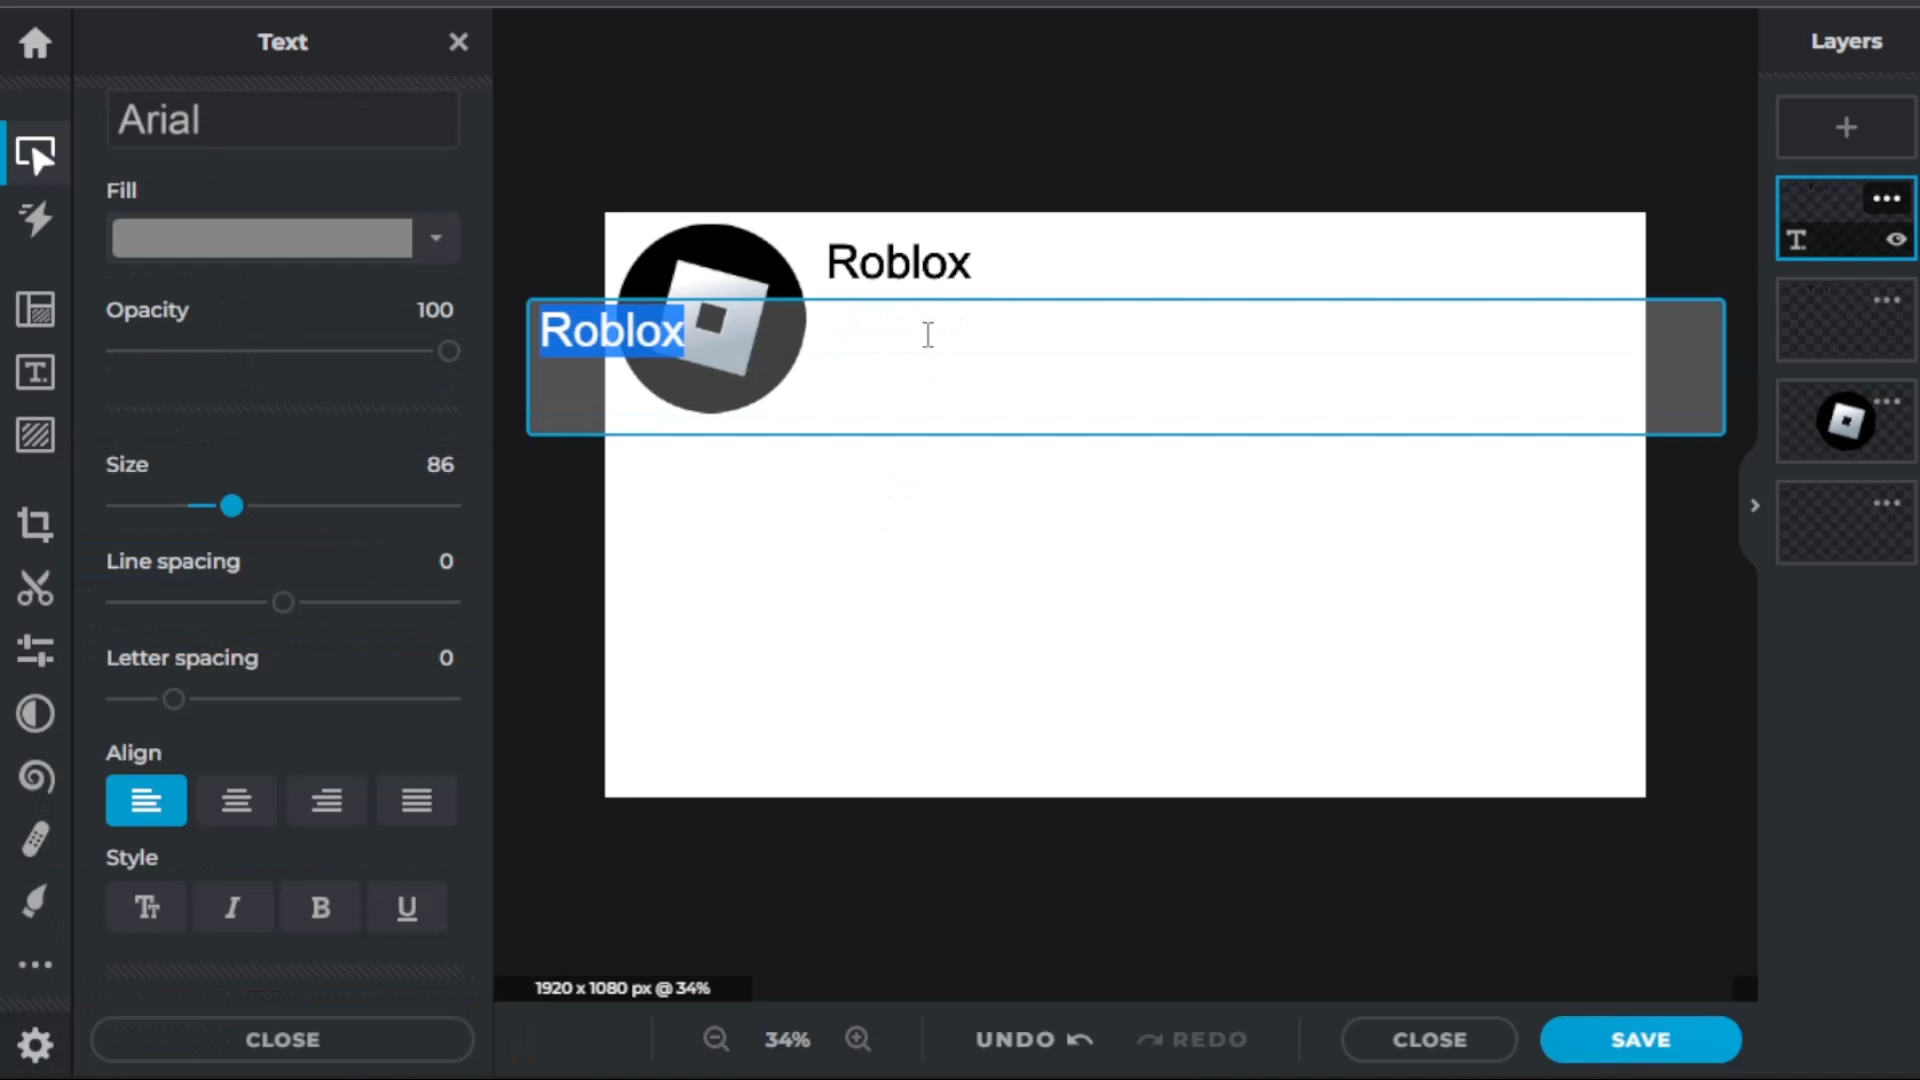 Text
Arial
Fill
Opacity 100
Size 86
Line spacing 0
Letter spacing 0
Align
Style
Tт I B U
CLOSE
Roblox
Roblox
1920 x 1080 px @ 34%
34%
UNDO
REDO
CLOSE
SAVE
Layers
T.